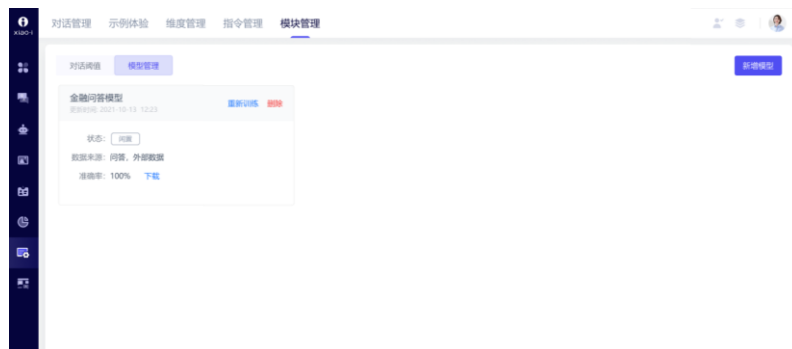 xiao-i
对话管理 示例体验 维度管理 指令管理 模块管理
对话阈值 模型管理 新增模型
金融问答模型 重新训练 删除
更新时间 2021-10-13 12:23
状态: 闲置
数据来源: 问答, 外部数据
准确率: 100% 下载